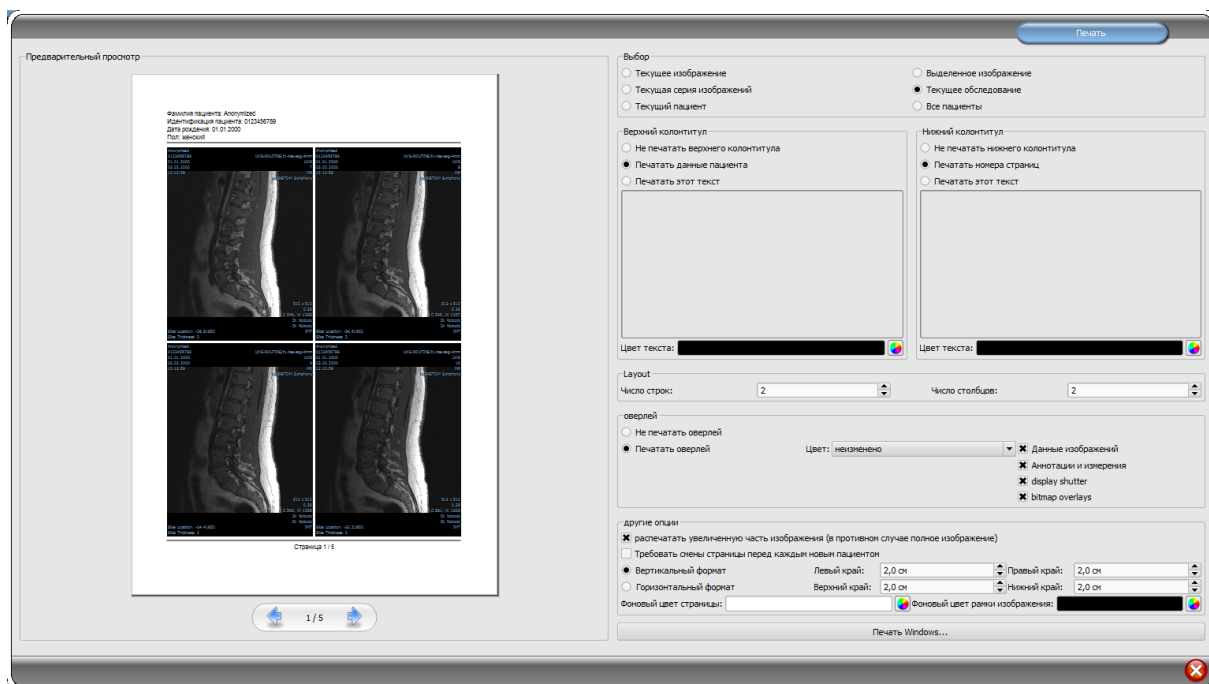 Печать
Предварительный просмотр
Фамилия пациента: Anonymized
Идентификация пациента: 0123456789
Дата рождения: 01.01.2000
Пол: женский
Страница 1 / 5
1 / 5
Выбор
Текущее изображение
Выделенное изображение
Текущая серия изображений
Текущее обследование
Текущий пациент
Все пациенты
Верхний колонтитул
Не печатать верхнего колонтитула
Печатать данные пациента
Печатать этот текст
Цвет текста:
Нижний колонтитул
Не печатать нижнего колонтитула
Печатать номера страниц
Печатать этот текст
Цвет текста:
Layout
Число строк: 2
Число столбцов: 2
оверлей
Не печатать оверлей
Печатать оверлей
Цвет: неизменено
Данные изображений
Аннотации и измерения
display shutter
bitmap overlays
другие опции
распечатать увеличенную часть изображения (в противном случае полное изображение)
Требовать смены страницы перед каждым новым пациентом
Вертикальный формат
Левый край: 2,0 см
Правый край: 2,0 см
Горизонтальный формат
Верхний край: 2,0 см
Нижний край: 2,0 см
Фоновый цвет страницы:
Фоновый цвет рамки изображения:
Печать Windows...